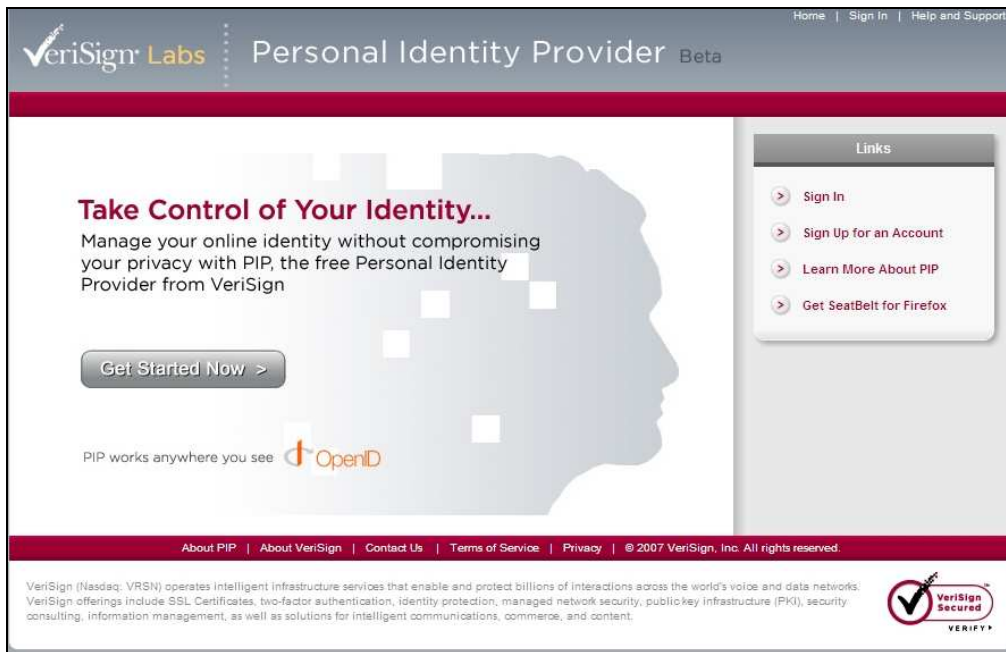 Home | Sign In | Help and Support
VeriSign Labs Personal Identity Provider Beta
Take Control of Your Identity...
Manage your online identity without compromising
your privacy with PIP, the free Personal Identity
Provider from VeriSign
Get Started Now >
PIP works anywhere you see OpenID
Links
Sign In
Sign Up for an Account
Learn More About PIP
Get SeatBelt for Firefox
About PIP | About VeriSign | Contact Us | Terms of Service | Privacy | © 2007 VeriSign, Inc. All rights reserved.
VeriSign (Nasdaq: VRSN) operates intelligent infrastructure services that enable and protect billions of interactions across the world's voice and data networks.
VeriSign offerings include SSL Certificates, two-factor authentication, identity protection, managed network security, public key infrastructure (PKI), security
consulting, information management, as well as solutions for intelligent communications, commerce, and content.
VeriSign
Secured
VERIFY